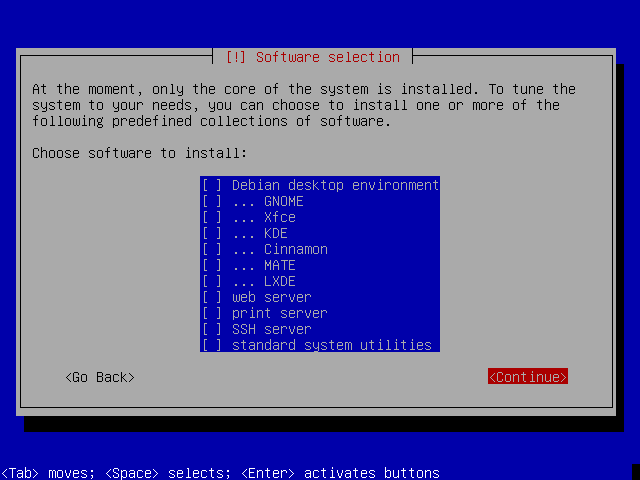 [!] Software selection
At the moment, only the core of the system is installed. To tune the
system to your needs, you can choose to install one or more of the
following predefined collections of software.
Choose software to install:
[ ] Debian desktop environment
[ ] ... GNOME
[ ] ... Xfce
[ ] ... KDE
[ ] ... Cinnamon
[ ] ... MATE
[ ] ... LXDE
[ ] web server
[ ] print server
[ ] SSH server
[ ] standard system utilities
<Go Back> <Continue>
<Tab> moves; <Space> selects; <Enter> activates buttons